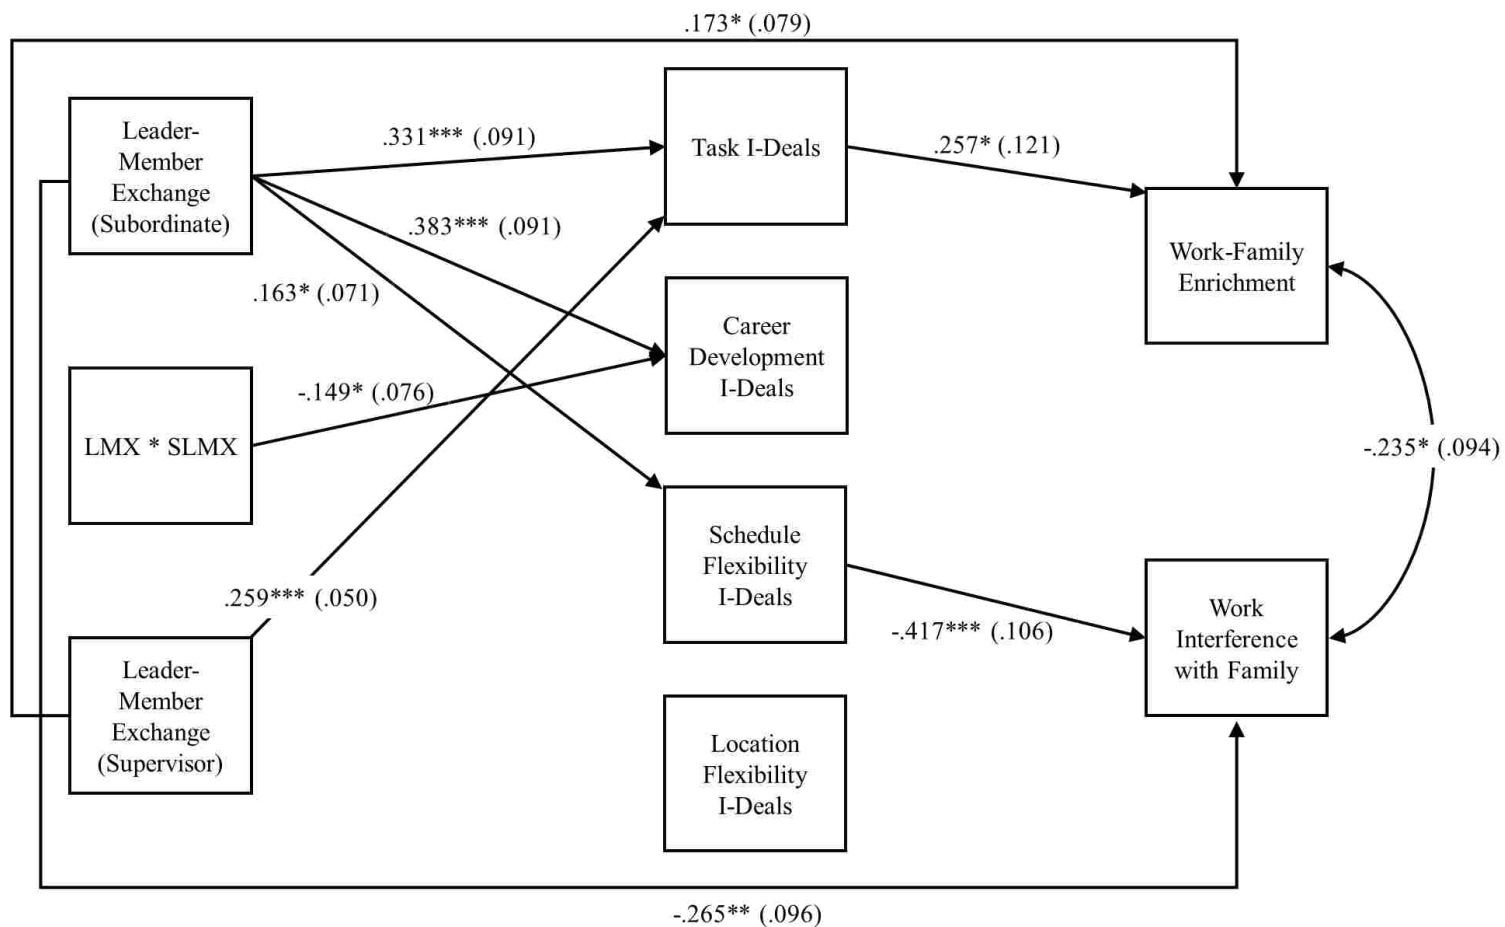 .173* (.079)
Leader-
Member
Exchange
(Subordinate)
.331*** (.091)
Task I-Deals
.257* (.121)
.383*** (.091)
.163* (.071)
Work-Family
Enrichment
Career
Development
I-Deals
-.149* (.076)
LMX * SLMX
-.235* (.094)
Schedule
Flexibility
I-Deals
.259*** (.050)
-.417*** (.106)
Work
Interference
with Family
Leader-
Member
Exchange
(Supervisor)
Location
Flexibility
I-Deals
-.265** (.096)